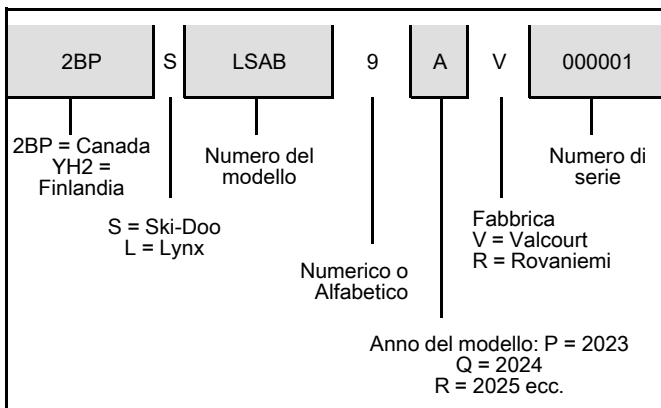 2BP S LSAB 9 A V 000001
2BP = Canada
YH2 =
Finlandia
Numero del
modello
Numero di
serie
S = Ski-Doo
L = Lynx
Fabbrica
V = Valcourt
R = Rovaniemi
Numerico o
Alfabetico
Anno del modello: P = 2023
Q = 2024
R = 2025 ecc.